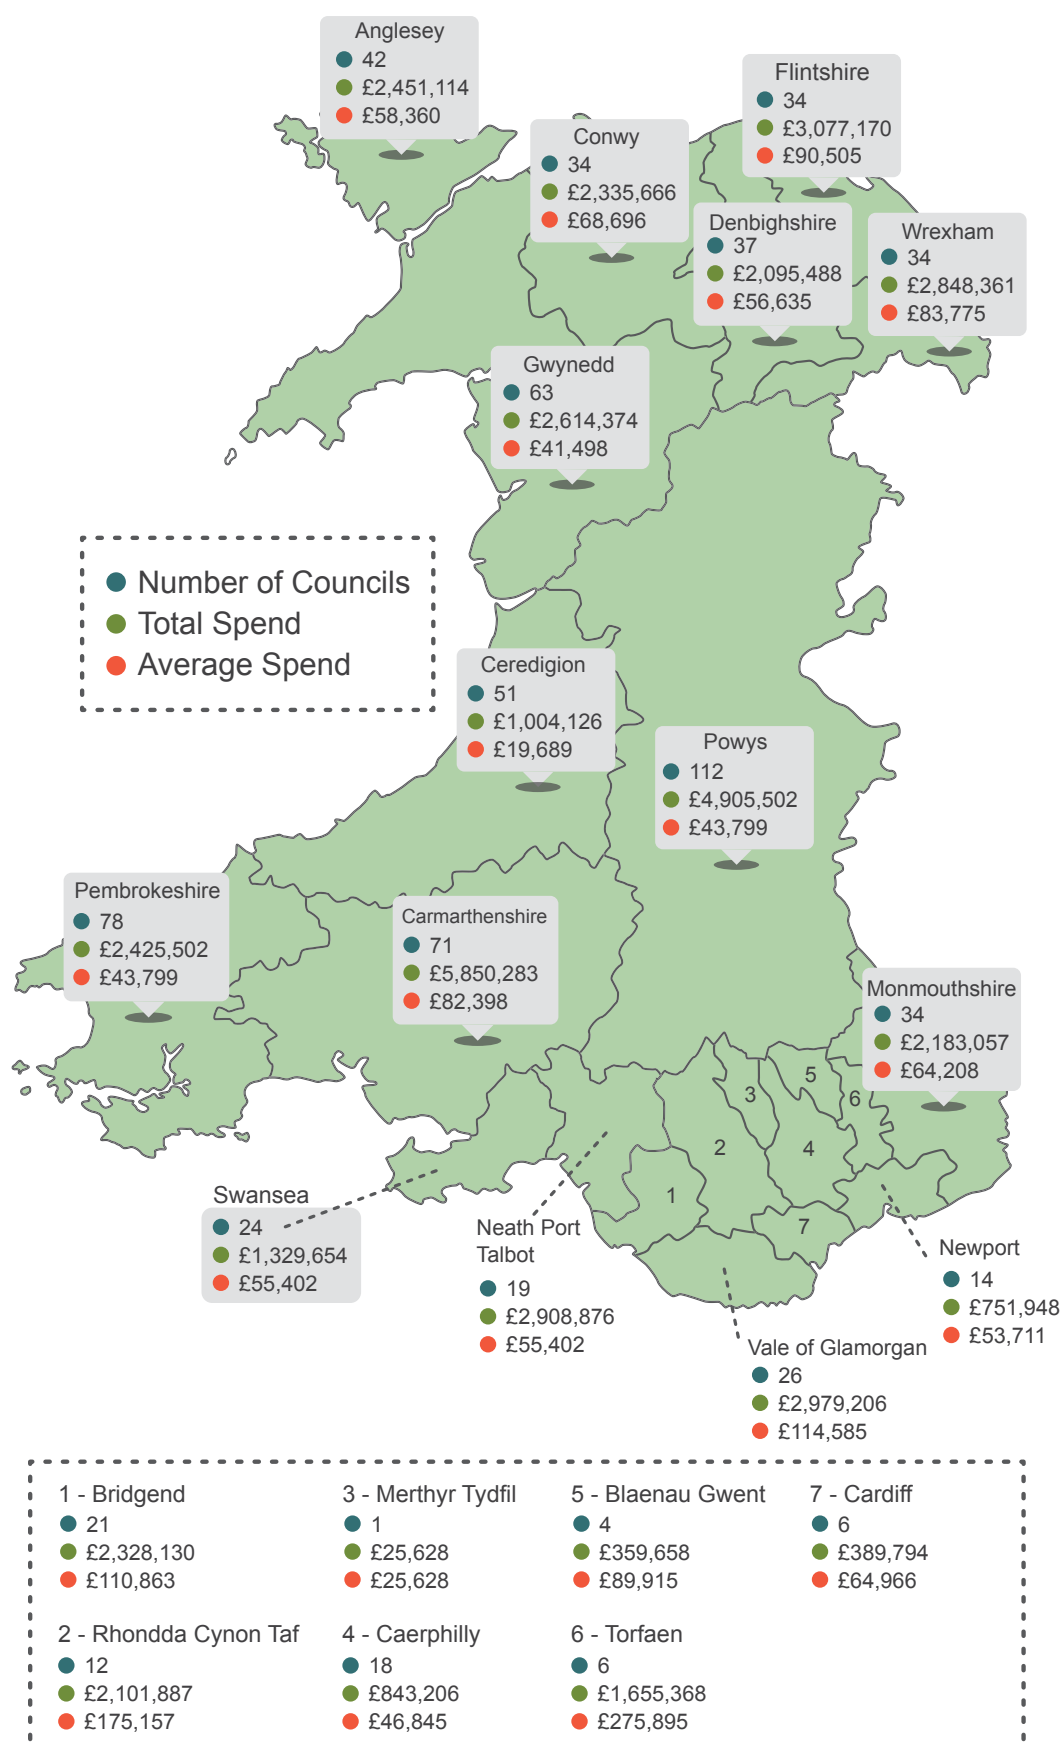 Anglesey
42
£2,451,114
£58,360
Flintshire
34
£3,077,170
£90,505
Conwy
34
£2,335,666
£68,696
Denbighshire
37
£2,095,488
£56,635
Wrexham
34
£2,848,361
£83,775
Gwynedd
63
£2,614,374
£41,498
Number of Councils
Total Spend
Average Spend
Ceredigion
51
£1,004,126
£19,689
Powys
112
£4,905,502
£43,799
Pembrokeshire
78
£2,425,502
£43,799
Carmarthenshire
71
£5,850,283
£82,398
Monmouthshire
34
£2,183,057
£64,208
5
3
6
2
4
1
7
Swansea
24
£1,329,654
£55,402
Neath Port
Talbot
19
£2,908,876
£55,402
Newport
14
£751,948
£53,711
Vale of Glamorgan
26
£2,979,206
£114,585
1 - Bridgend
21
£2,328,130
£110,863
3 - Merthyr Tydfil
1
£25,628
£25,628
5 - Blaenau Gwent
4
£359,658
£89,915
7 - Cardiff
6
£389,794
£64,966
2 - Rhondda Cynon Taf
12
£2,101,887
£175,157
4 - Caerphilly
18
£843,206
£46,845
6 - Torfaen
6
£1,655,368
£275,895